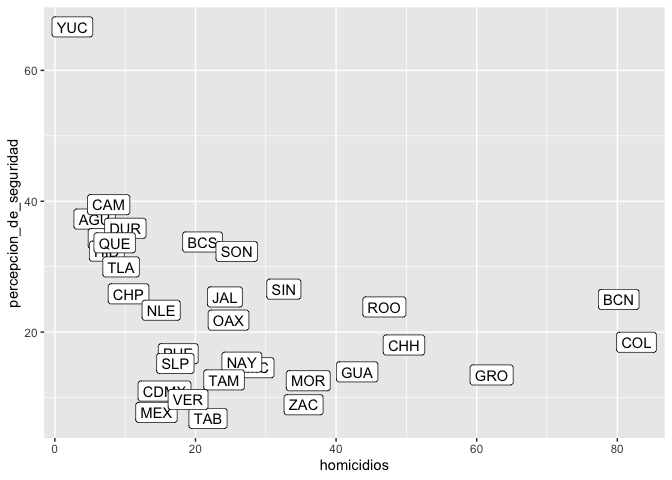 YUC
60
CAM
AGU
DUR
40
QUE
BCS
SON
TLA
SIN
CHP
JAL
BCN
NLE
ROO
OAX
20
COL
CHH
SLP
NAY
TAM
MOR
GUA
GRO
CDMX
VER
ZAC
MEX
TAB
0
20
40
60
80
homicidios
percepcion_de_seguridad